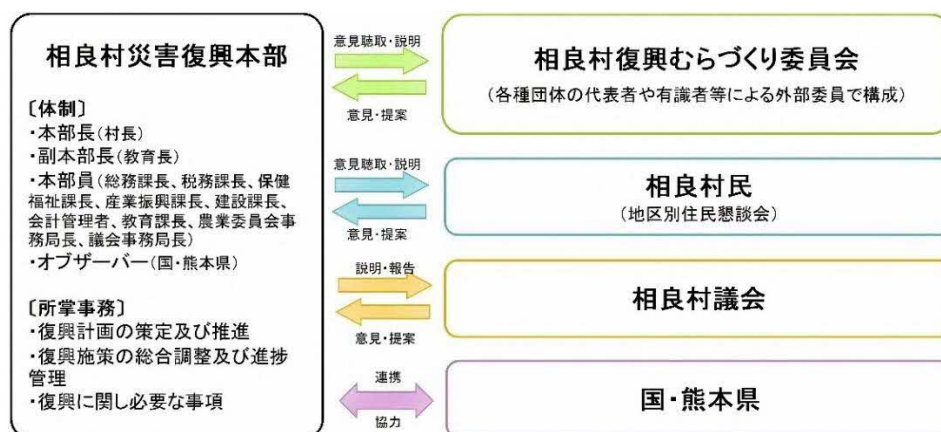 相良村災害復興本部
〔体制〕
・本部長(村長)
・副本部長(教育長)
・本部員(総務課長、税務課長、保健
福祉課長、産業振興課長、建設課長、
会計管理者、教育課長、農業委員会事
務局長、議会事務局長)
・オブザーバー(国・熊本県)
〔所掌事務〕
・復興計画の策定及び推進
・復興施策の総合調整及び進捗
管理
・復興に関し必要な事項
意見聴取・説明
意見・提案
相良村復興むらづくり委員会
(各種団体の代表者や有識者等による外部委員で構成)
意見聴取・説明
意見・提案
相良村民
(地区別住民懇談会)
説明・報告
意見・提案
相良村議会
連携
協力
国・熊本県